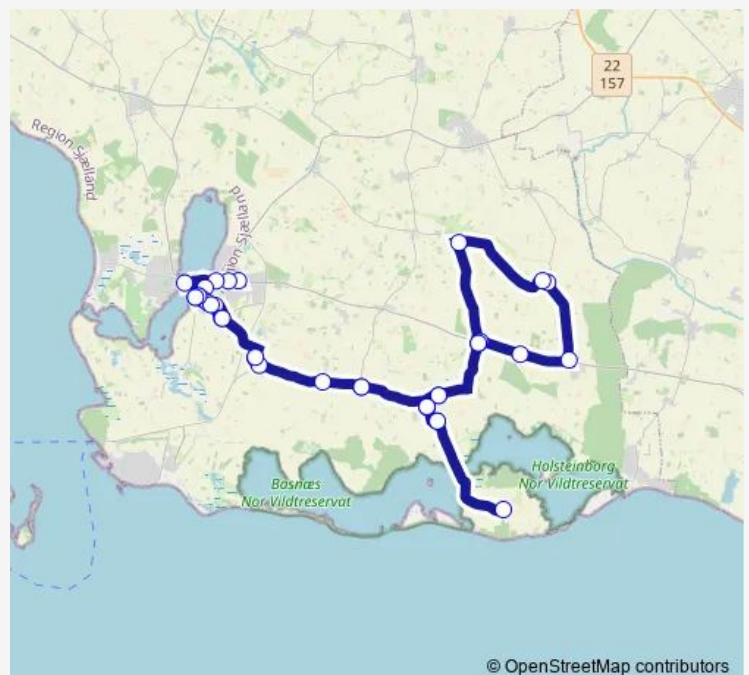 22
157
Region Sjælland
Region Sjælland
Basnæs
Nor Vildtreservat
Holsteinborg
Nor Vildtreservat
© OpenStreetMap contributors